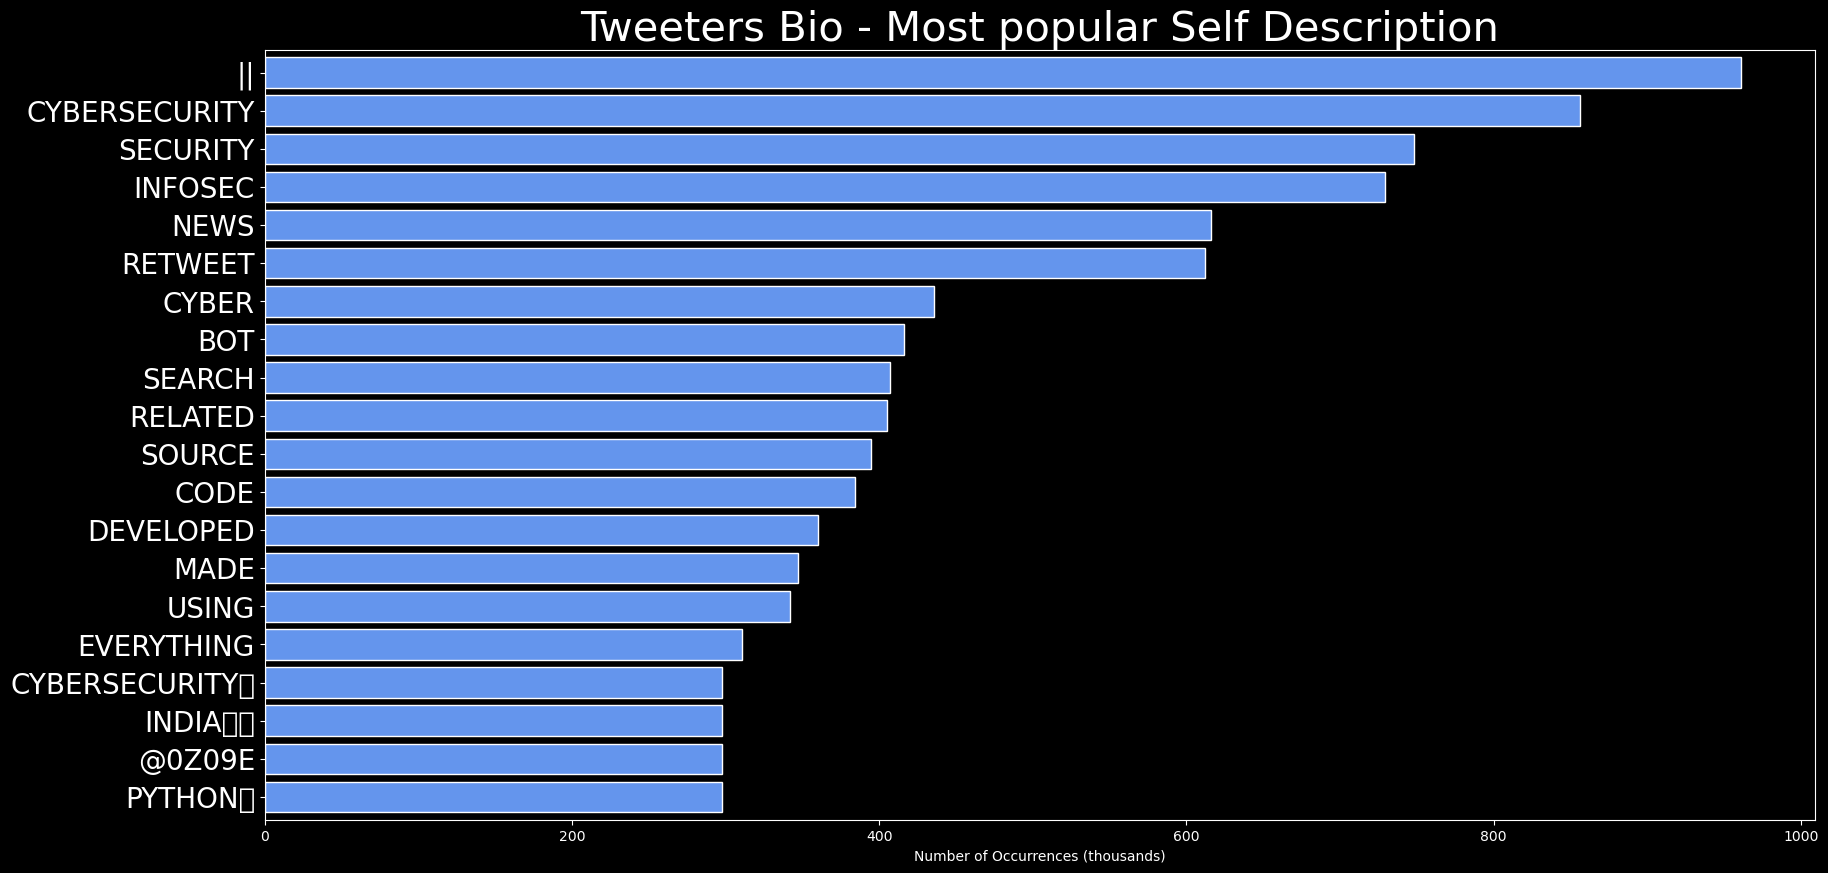 Tweeters Bio - Most popular Self Description
||
CYBERSECURITY
SECURITY
INFOSEC
NEWS
RETWEET
CYBER
BOT
SEARCH
RELATED
SOURCE
CODE
DEVELOPED
MADE
USING
EVERYTHING
CYBERSECURITY▯
INDIA▯▯
@0Z09E
PYTHON▯
0 200 400 600 800 1000
Number of Occurrences (thousands)